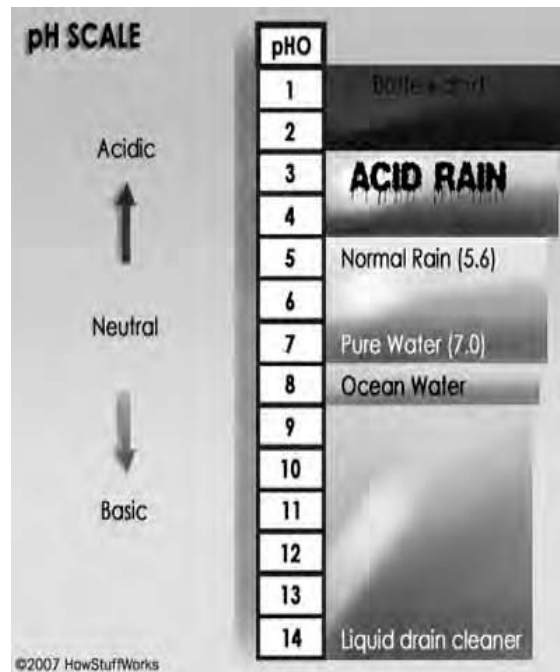 pH SCALE
pHO
1
2
3
4
5
6
7
8
9
10
11
12
13
14
Acidic
Neutral
Basic
ACID RAIN
Normal Rain (5.6)
Pure Water (7.0)
Ocean Water
Liquid drain cleaner
©2007 HowStuffWorks